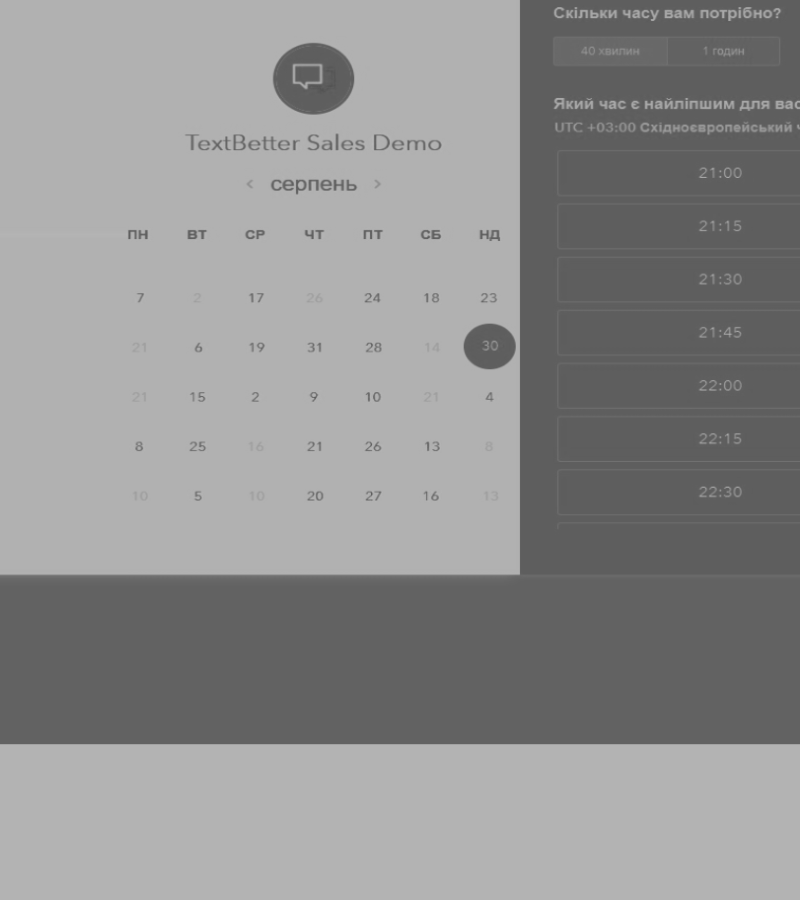 TextBetter Sales Demo
‹ серпень ›
ПН ВТ СР ЧТ ПТ СБ НД
7 2 17 26 24 18 23
21 6 19 31 28 14 30
21 15 2 9 10 21 4
8 25 16 21 26 13 8
10 5 10 20 27 16 13
Скільки часу вам потрібно?
40 хвилин 1 годин
Який час є найліпшим для вас
UTC +03:00 Східноєвропейський
21:00
21:15
21:30
21:45
22:00
22:15
22:30